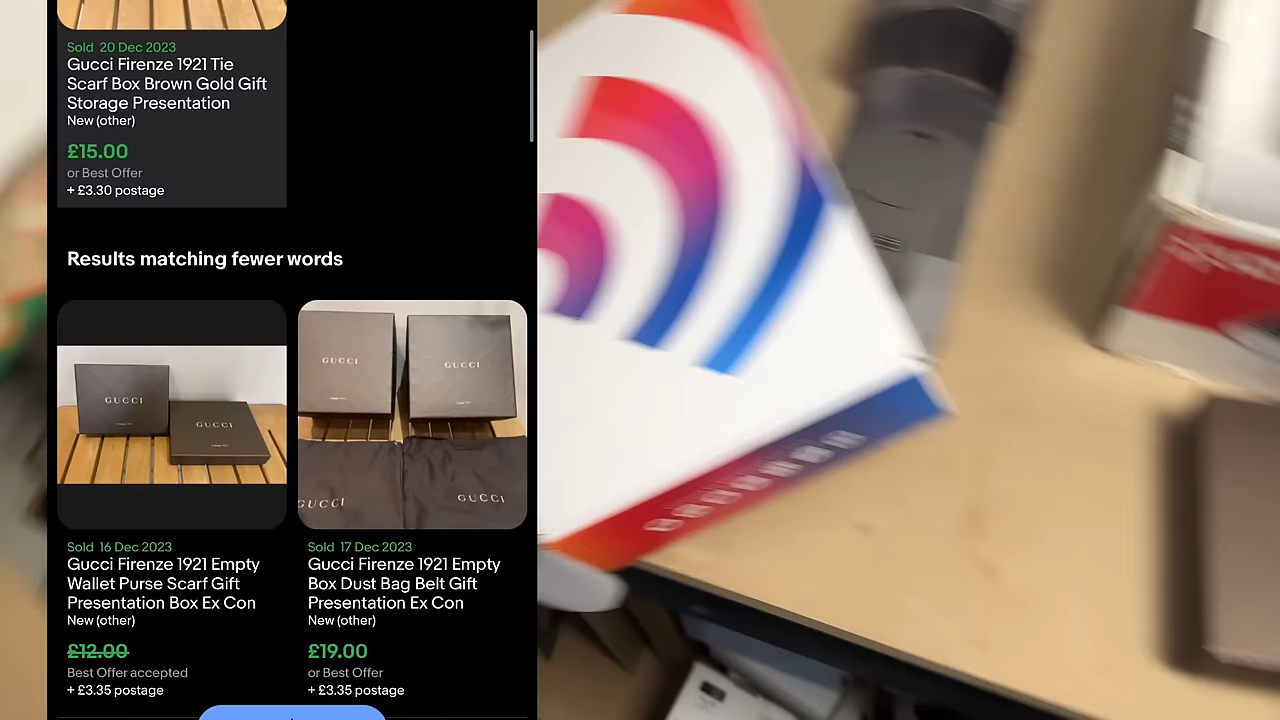 Sold 20 Dec 2023
Gucci Firenze 1921 Tie
Scarf Box Brown Gold Gift
Storage Presentation
New (other)
£15.00
or Best Offer
+ £3.30 postage
Results matching fewer words
GUCCI
GUCCI
GUCCI
GUCCI
GUCCI
GUCCI
Sold 16 Dec 2023
Gucci Firenze 1921 Empty
Wallet Purse Scarf Gift
Presentation Box Ex Con
New (other)
£12.00
Best Offer accepted
+ £3.35 postage
Sold 17 Dec 2023
Gucci Firenze 1921 Empty
Box Dust Bag Belt Gift
Presentation Ex Con
New (other)
£19.00
or Best Offer
+ £3.35 postage